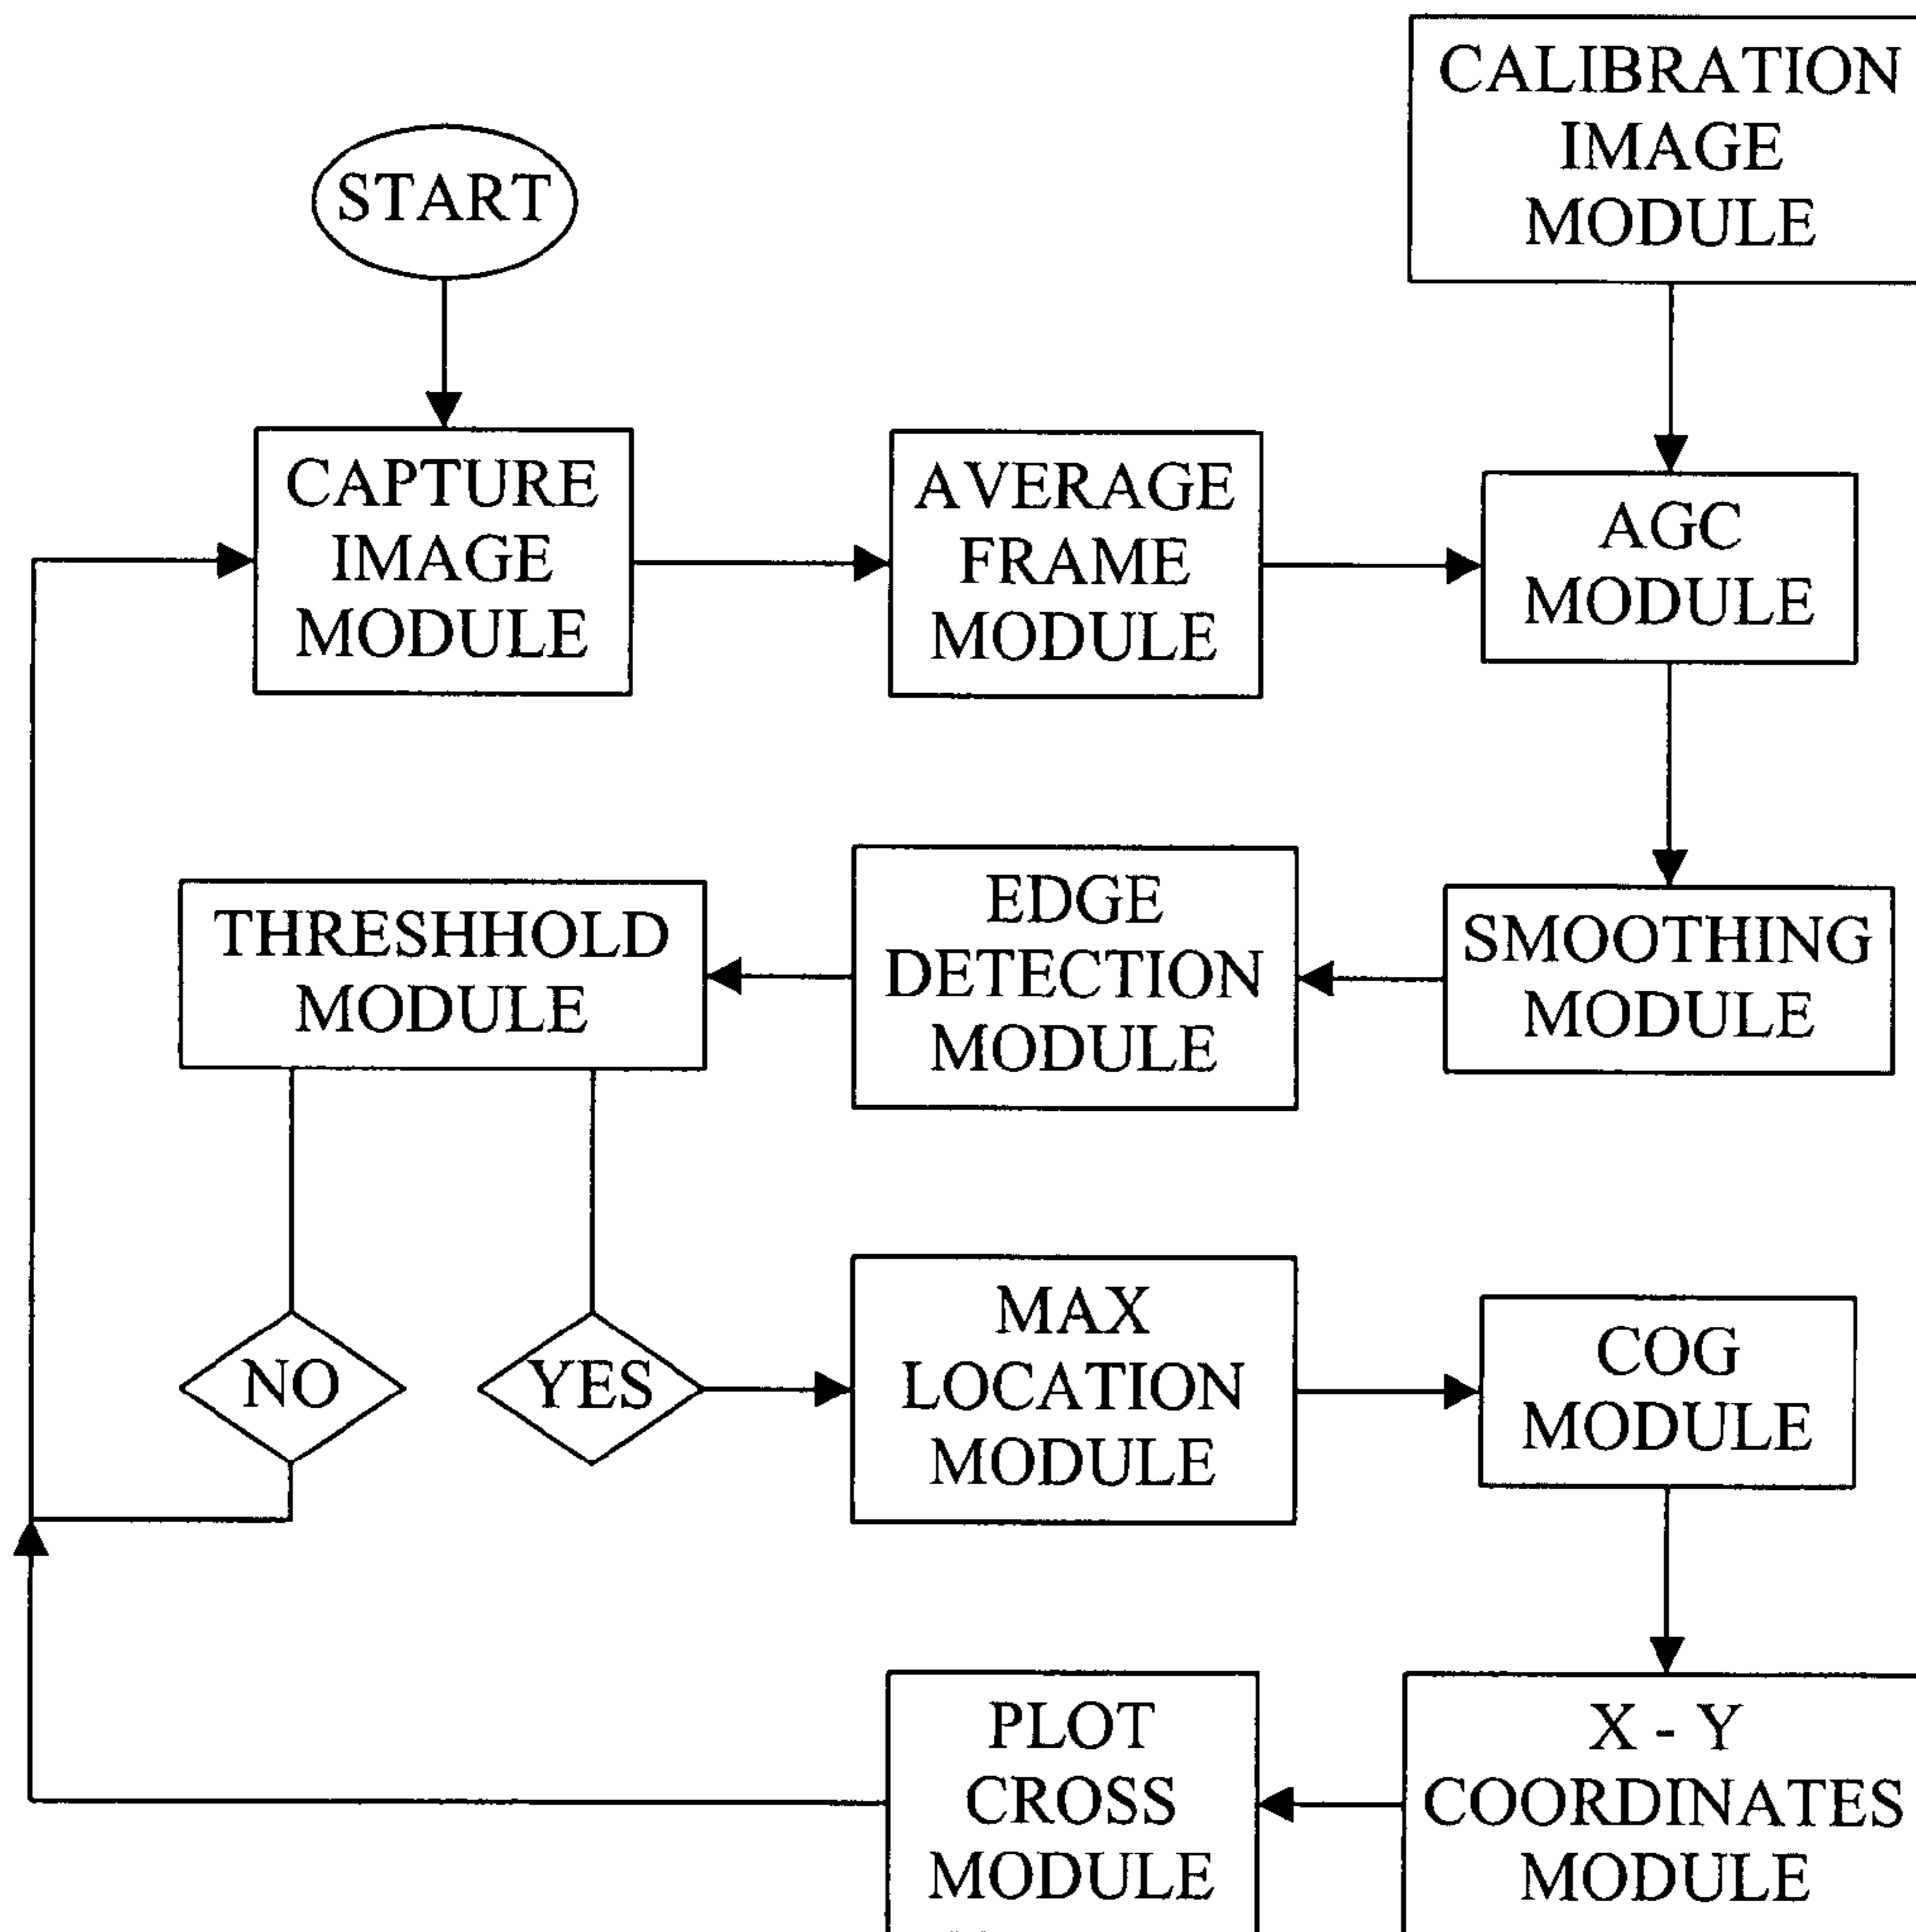 CALIBRATION
IMAGE
MODULE
START
CAPTURE
IMAGE
MODULE
AVERAGE
FRAME
MODULE
AGC
MODULE
THRESHHOLD
MODULE
EDGE
DETECTION
MODULE
SMOOTHING
MODULE
NO
YES
MAX
LOCATION
MODULE
COG
MODULE
PLOT
CROSS
MODULE
X - Y
COORDINATES
MODULE